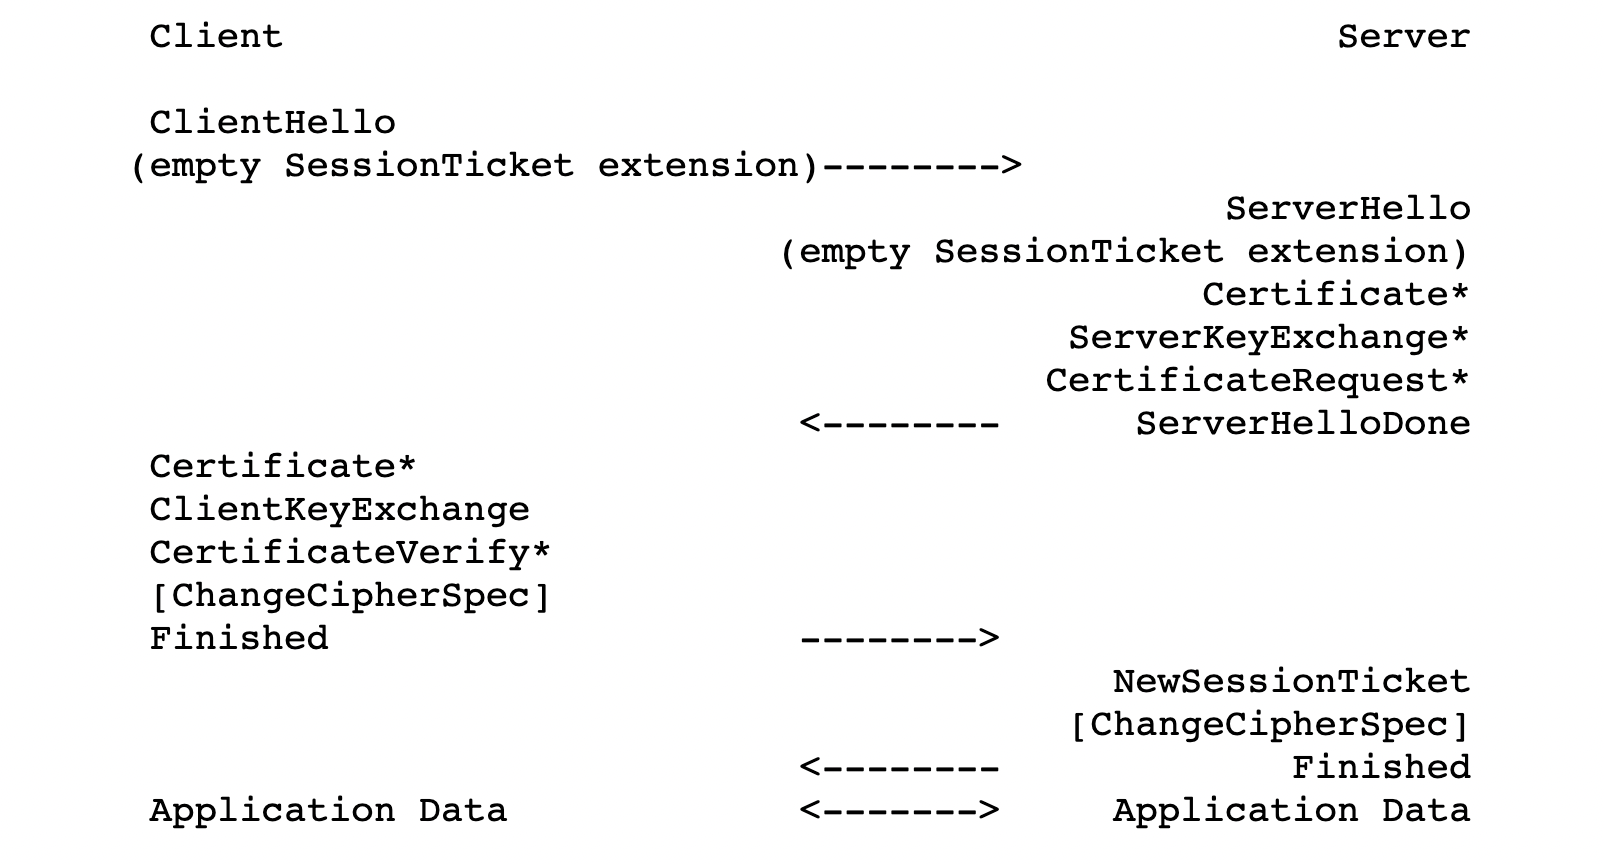 Client Server
ClientHello
(empty SessionTicket extension)-------->
ServerHello
(empty SessionTicket extension)
Certificate*
ServerKeyExchange*
CertificateRequest*
<-------- ServerHelloDone
Certificate*
ClientKeyExchange
CertificateVerify*
[ChangeCipherSpec]
Finished -------->
NewSessionTicket
[ChangeCipherSpec]
<-------- Finished
Application Data <-------> Application Data